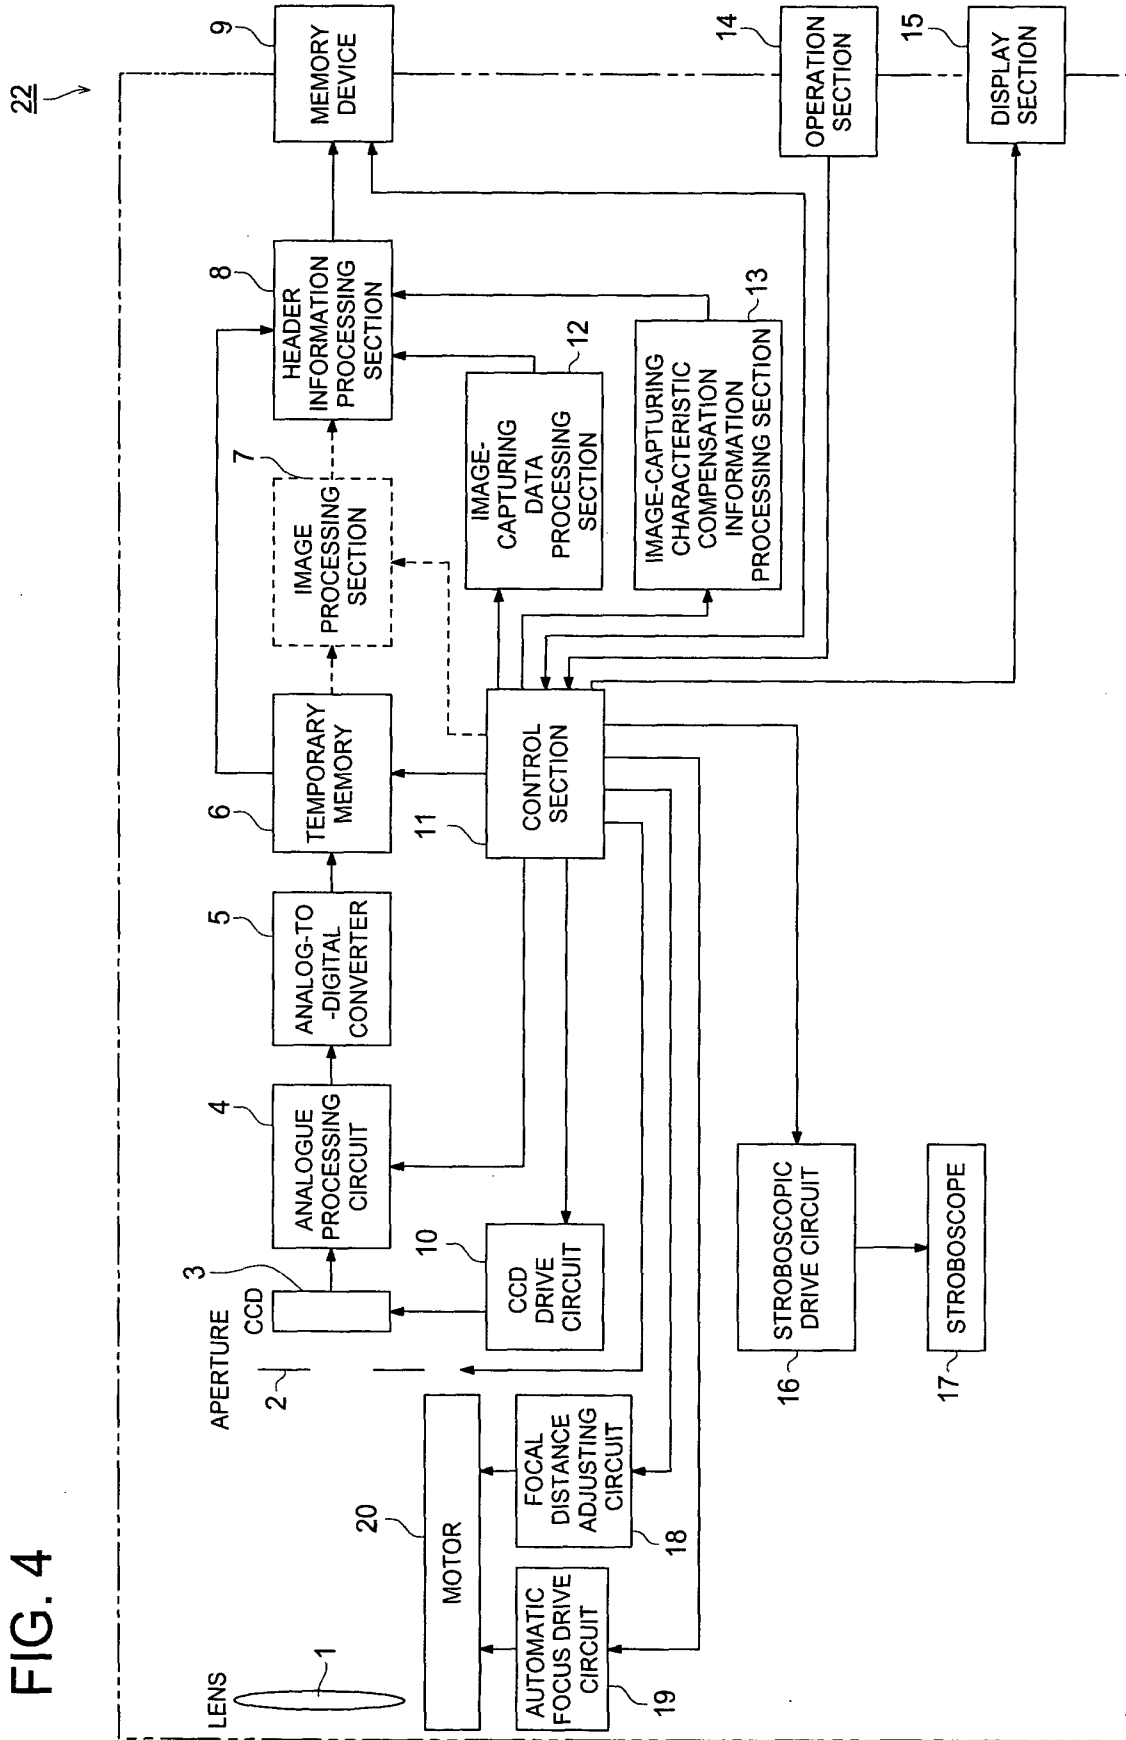 FIG. 4
22
LENS
1
APERTURE
2
CCD
3
4
ANALOGUE
PROCESSING
CIRCUIT
5
ANALOG-TO
-DIGITAL
CONVERTER
6
TEMPORARY
MEMORY
7
IMAGE
PROCESSING
SECTION
8
HEADER
INFORMATION
PROCESSING
SECTION
9
MEMORY
DEVICE
20
MOTOR
10
CCD
DRIVE
CIRCUIT
11
CONTROL
SECTION
IMAGE-
CAPTURING
DATA
PROCESSING
SECTION
12
AUTOMATIC
FOCUS DRIVE
CIRCUIT
19
FOCAL
DISTANCE
ADJUSTING
CIRCUIT
18
IMAGE-CAPTURING
CHARACTERISTIC
COMPENSATION
INFORMATION
PROCESSING SECTION
13
14
OPERATION
SECTION
STROBOSCOPIC
DRIVE CIRCUIT
16
STROBOSCOPE
17
15
DISPLAY
SECTION